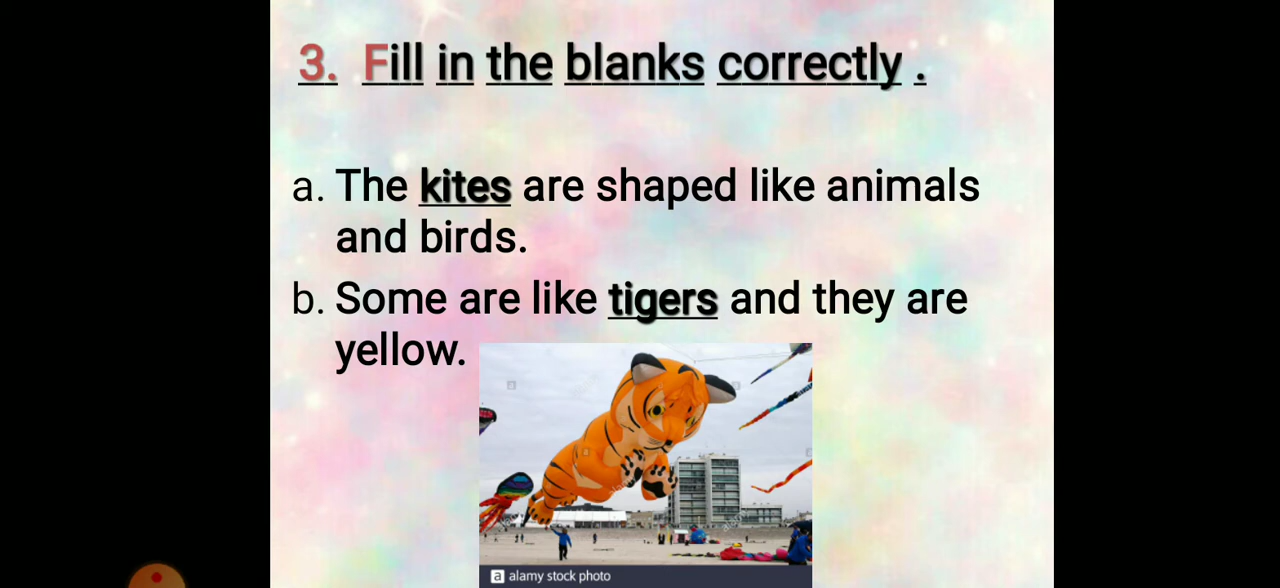 3. Fill in the blanks correctly .
a. The kites are shaped like animals
and birds.
b. Some are like tigers and they are
yellow.
a alamy stock photo